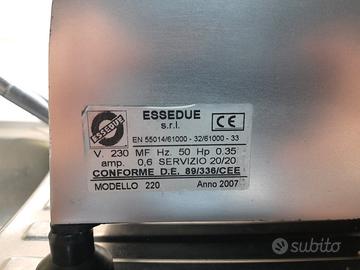 ESSEDUE
s.r.l.
CE
EN 55014/61000 - 32/61000 - 33
V. 230 MF Hz. 50 Hp 0.35
amp. 0,6 SERVIZIO 20/20
CONFORME D.E. 89/336/CEE
MODELLO 220 Anno 2007
subito